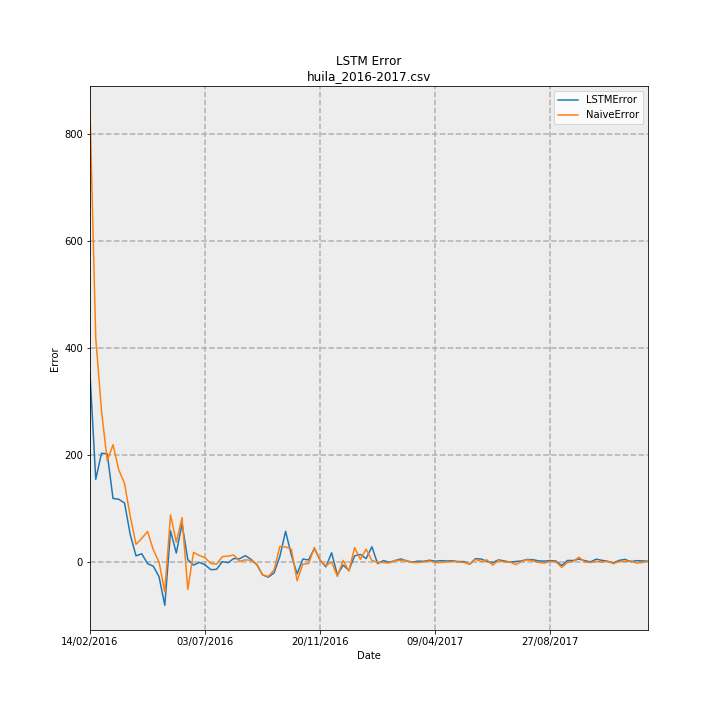 LSTM Error
huila_2016-2017.csv
LSTMError
NaiveError
800
600
400
200
0
Error
14/02/2016
03/07/2016
20/11/2016
09/04/2017
27/08/2017
Date